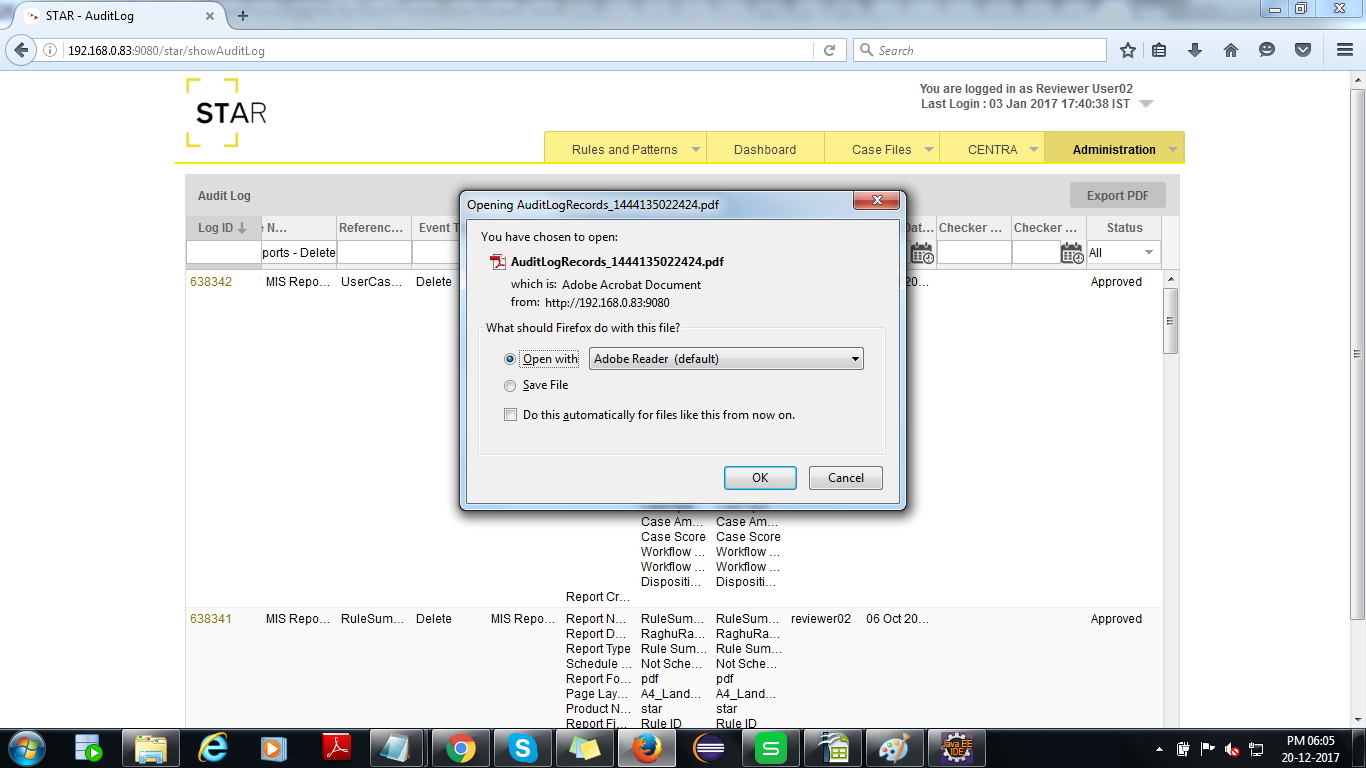 STAR - AuditLog
192.168.0.83:9080/star/showAuditLog
Search
STAR
You are logged in as Reviewer User02
Last Login : 03 Jan 2017 17:40:38 IST
Rules and Patterns Dashboard Case Files CENTRA Administration
Audit Log Export PDF
Log ID N... Referenc... Event Checker ... Checker ... Status
ports - Delete All
638342 MIS Repo... UserCas... Delete Approved
Opening AuditLogRecords_1444135022424.pdf
You have chosen to open:
AuditLogRecords_1444135022424.pdf
which is: Adobe Acrobat Document
from: http://192.168.0.83:9080
What should Firefox do with this file?
Open with Adobe Reader (default)
Save File
Do this automatically for files like this from now on.
OK Cancel
Case Am... Case Am...
Case Score Case Score
Workflow ... Workflow ...
Workflow ... Workflow ...
Dispositi... Dispositi...
Report Cr...
638341 MIS Repo... RuleSum... Delete MIS Repo... Report N... RuleSum... RuleSum... reviewer02 06 Oct 20... Approved
Report D... RaghuRa... RaghuRa...
Report Type Rule Sum... Rule Sum...
Schedule ... Not Sche... Not Sche...
Report Fo... pdf pdf
Page Lay... A4_Land... A4_Land...
Product N... star star
Report Fi... Rule ID Rule ID
Java EE
IDE
PM 06:05
20-12-2017